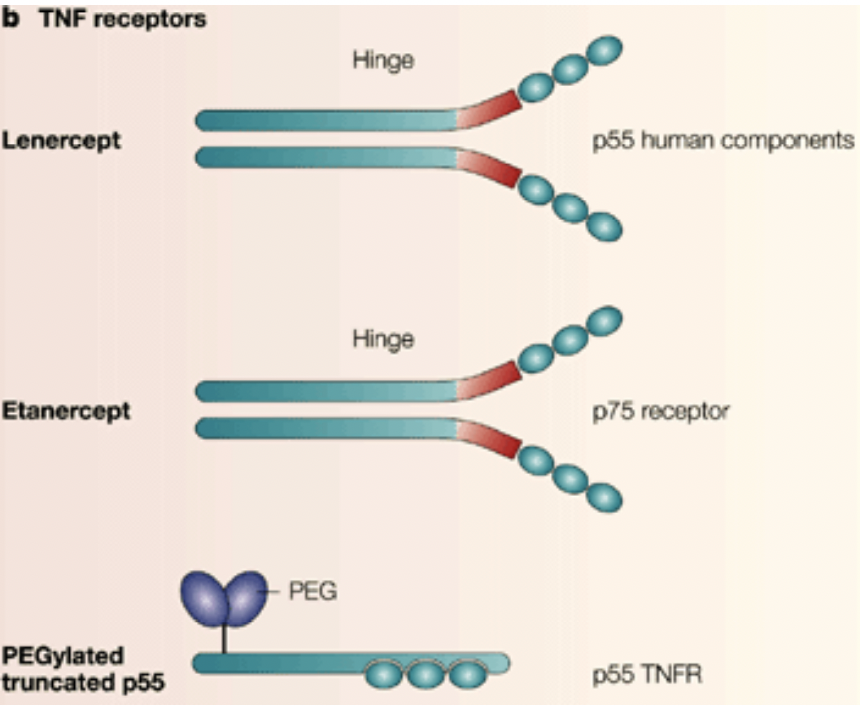 b TNF receptors
Hinge
Lenercept
p55 human components
Hinge
Etanercept
p75 receptor
PEG
PEGylated
truncated p55
p55 TNFR